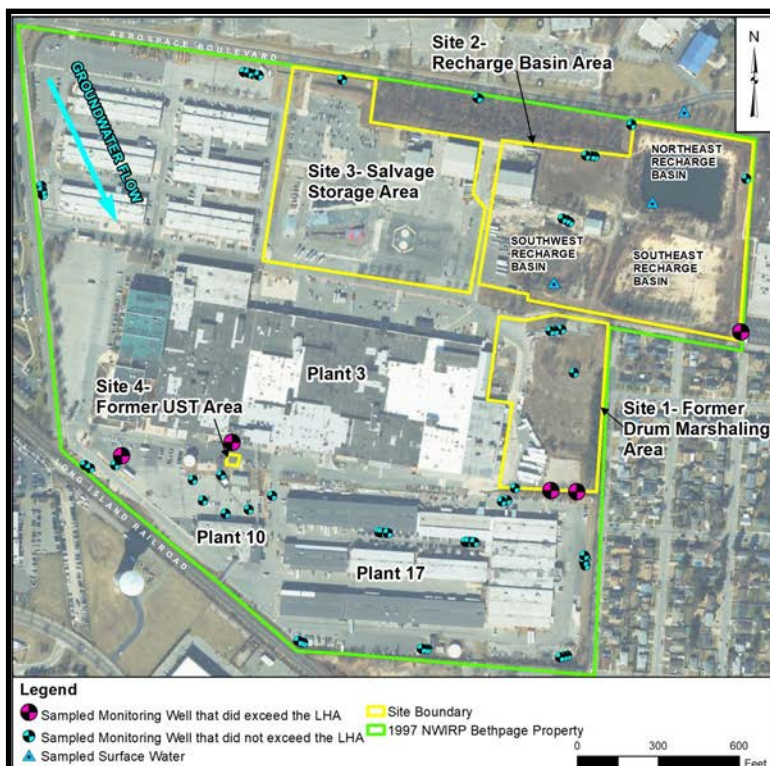 AEROSPACE BOULEVARD
Site 2-
Recharge Basin Area
N
GROUNDWATER FLOW
Site 3- Salvage
Storage Area
NORTHEAST
RECHARGE
BASIN
SOUTHWEST
RECHARGE
BASIN
SOUTHEAST
RECHARGE
BASIN
Plant 3
Site 4-
Former UST Area
Site 1- Former
Drum Marshaling
Area
LONG ISLAND RAILROAD
Plant 10
Plant 17
Legend
Sampled Monitoring Well that did exceed the LHA
Sampled Monitoring Well that did not exceed the LHA
Sampled Surface Water
Site Boundary
1997 NWIRP Bethpage Property
0 300 600
Feet